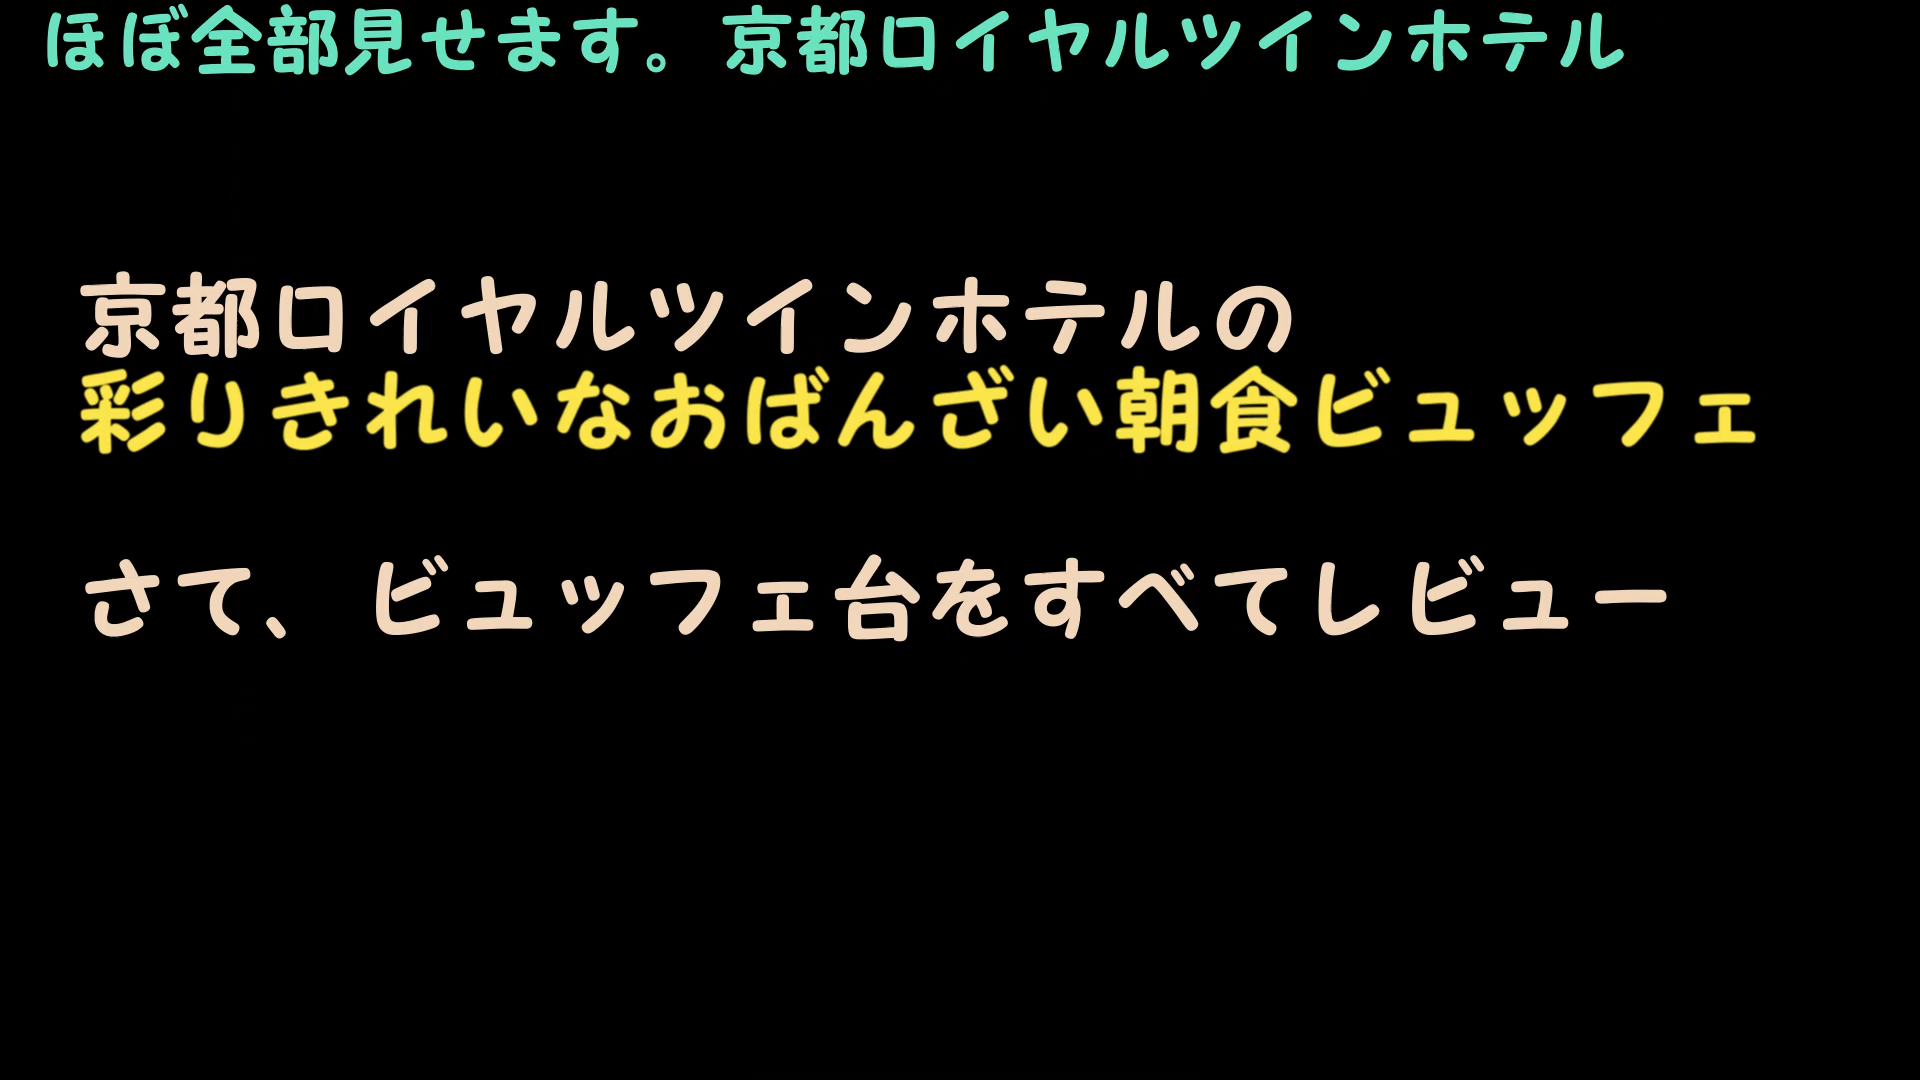 ほぼ全部見せます。京都ロイヤルツインホテル
京都ロイヤルツインホテルの
彩りきれいなおばんざい朝食ビュッフェ
さて、ビュッフェ台をすべてレビュー